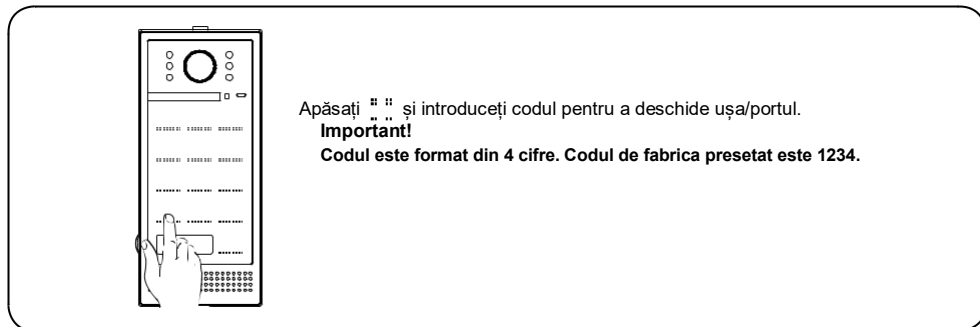 Apăsați și introduceți codul pentru a deschide ușa/portul.
Important!
Codul este format din 4 cifre. Codul de fabrica presetat este 1234.